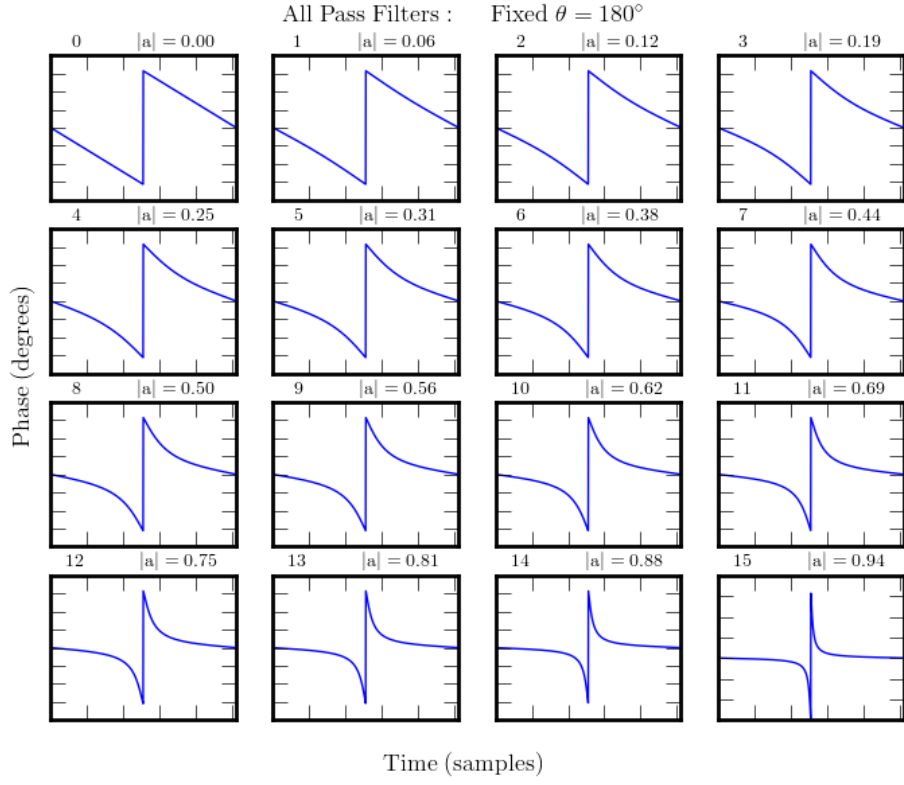 All Pass Filters : Fixed θ = 180°
0 |a| = 0.00 1 |a| = 0.06 2 |a| = 0.12 3 |a| = 0.19
4 |a| = 0.25 5 |a| = 0.31 6 |a| = 0.38 7 |a| = 0.44
8 |a| = 0.50 9 |a| = 0.56 10 |a| = 0.62 11 |a| = 0.69
12 |a| = 0.75 13 |a| = 0.81 14 |a| = 0.88 15 |a| = 0.94
Phase (degrees)
Time (samples)